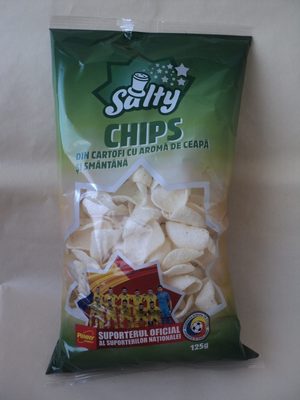 Salty
CHIPS
DIN CARTOFI CU AROMĂ DE CEAPĂ
ȘI SMÂNTÂNĂ
SUPORTERUL OFICIAL
AL SUPORTERILOR NAȚIONALEI
125g